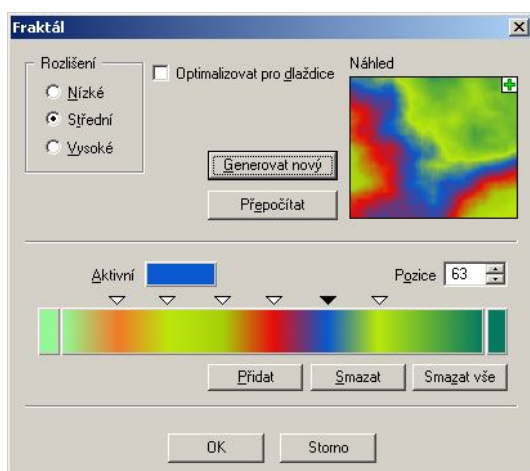 Fraktál
Rozlišení
Nízké
Střední
Vysoké
Optimalizovat pro dlaždice
Náhled
Generovat nový
Přepočítat
Aktivní
Pozice 63
Přidat
Smazat
Smazat vše
OK
Storno